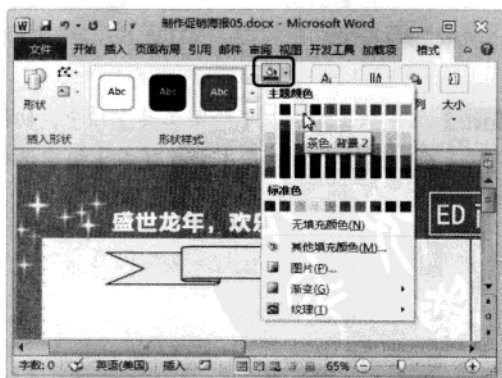 制作促销海报05.docx - Microsoft Word
文件 开始 插入 页面布局 引用 邮件 审阅 视图 开发工具 加载项 格式
Abc Abc Abc
形状 列 大小
插入形状 形状样式
主题颜色
茶色, 背景 2
标准色
无填充颜色(N)
其他填充颜色(M)...
图片(P)...
渐变(G)
纹理(T)
盛世龙年，欢 ED
字数: 0 英语(美国) 插入 65%